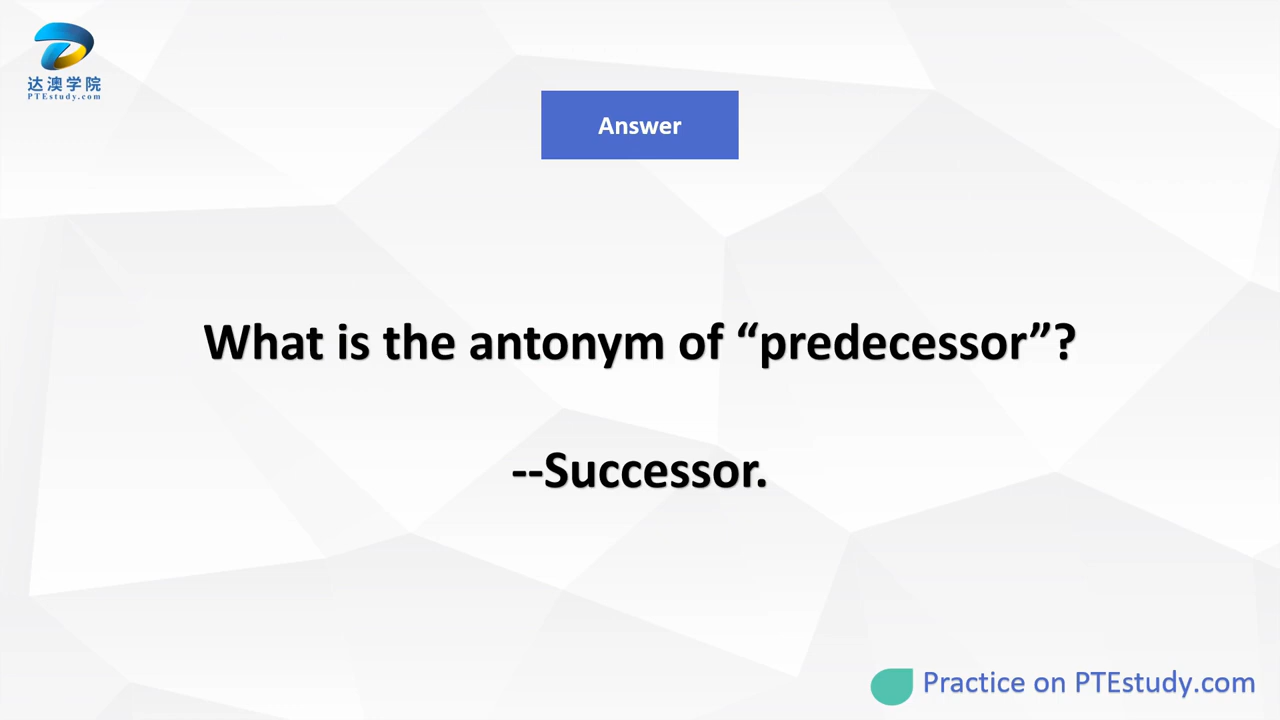 达澳学院
PTEstudy.com
Answer
What is the antonym of “predecessor”?
--Successor.
Practice on PTEstudy.com